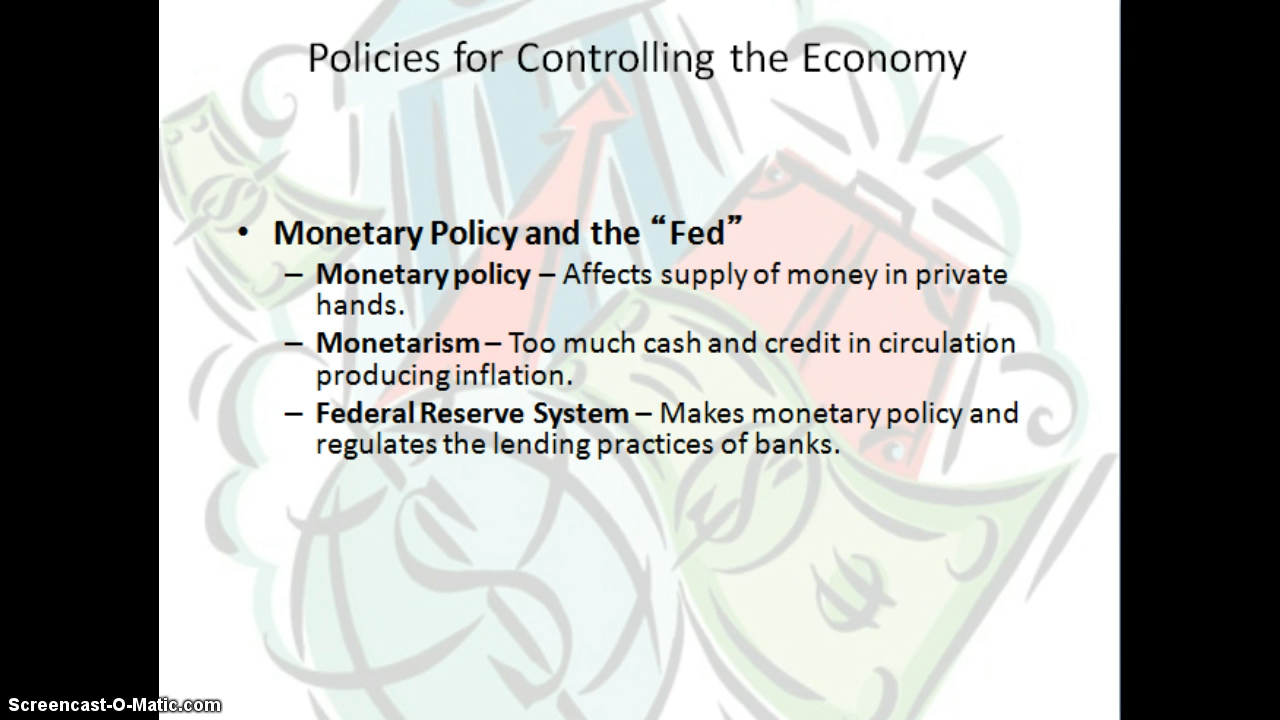 Policies for Controlling the Economy
• Monetary Policy and the “Fed”
– Monetary policy – Affects supply of money in private
hands.
– Monetarism – Too much cash and credit in circulation
producing inflation.
– Federal Reserve System – Makes monetary policy and
regulates the lending practices of banks.
Screencast-O-Matic.com